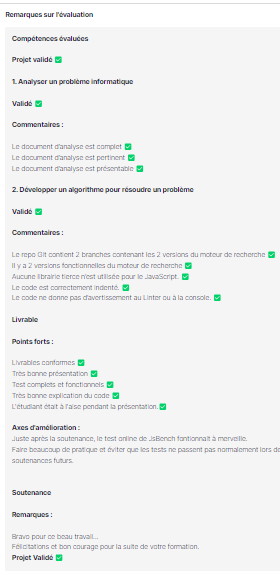 Remarques sur l'évaluation
Compétences évaluées
Projet validé ✅
1. Analyser un problème informatique
Validé ✅
Commentaires :
Le document d'analyse est complet ✅
Le document d'analyse est pertinent ✅
Le document d'analyse est présentable ✅
2. Développer un algorithme pour résoudre un problème
Validé ✅
Commentaires :
Le repo Git contient 2 branches contenant les 2 versions du moteur de recherche ✅
Il y a 2 versions fonctionnelles du moteur de recherche ✅
Aucune librairie tierce n'est utilisée pour le JavaScript. ✅
Le code est correctement indenté. ✅
Le code ne donne pas d'avertissement au Linter ou à la console. ✅
Livrable
Points forts :
Livrables conformes ✅
Très bonne présentation ✅
Test complets et fonctionnels ✅
Très bonne explication du code ✅
L'étudiant était à l'aise pendant la présentation. ✅
Axes d'amélioration :
Juste après la soutenance, le test online de JsBench fontionnait à merveille.
Faire beaucoup de pratique et éviter que les tests ne passent pas normalement lors de
soutenances futurs.
Soutenance
Remarques :
Bravo pour ce beau travail...
Félicitations et bon courage pour la suite de votre formation.
Projet Validé ✅